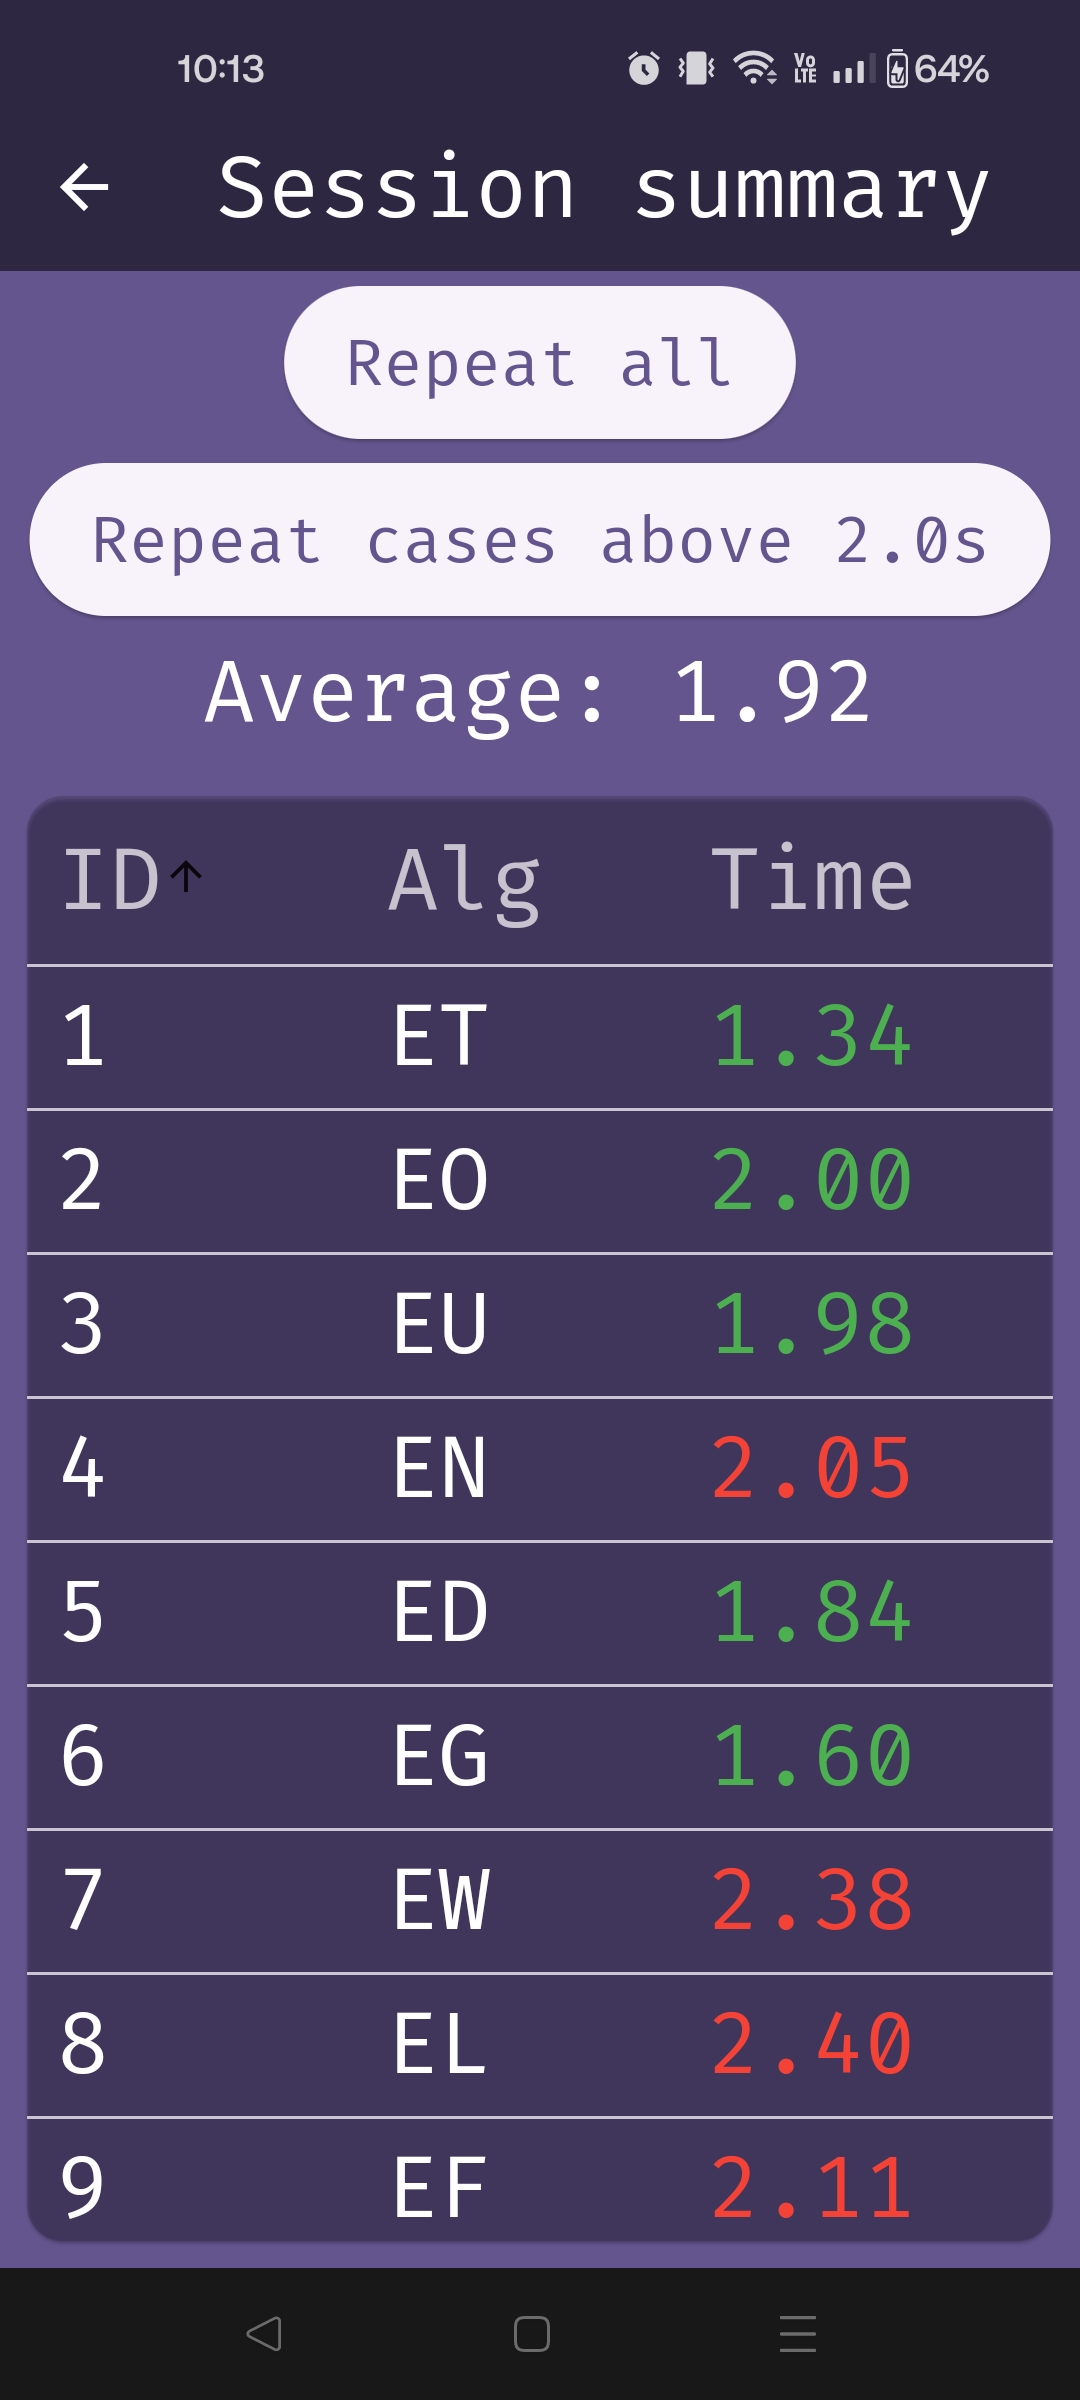 10:13 Vo LTE 64%
← Session summary
Repeat all
Repeat cases above 2.0s
Average: 1.92
ID↑ Alg Time
1 ET 1.34
2 EO 2.00
3 EU 1.98
4 EN 2.05
5 ED 1.84
6 EG 1.60
7 EW 2.38
8 EL 2.40
9 EF 2.11